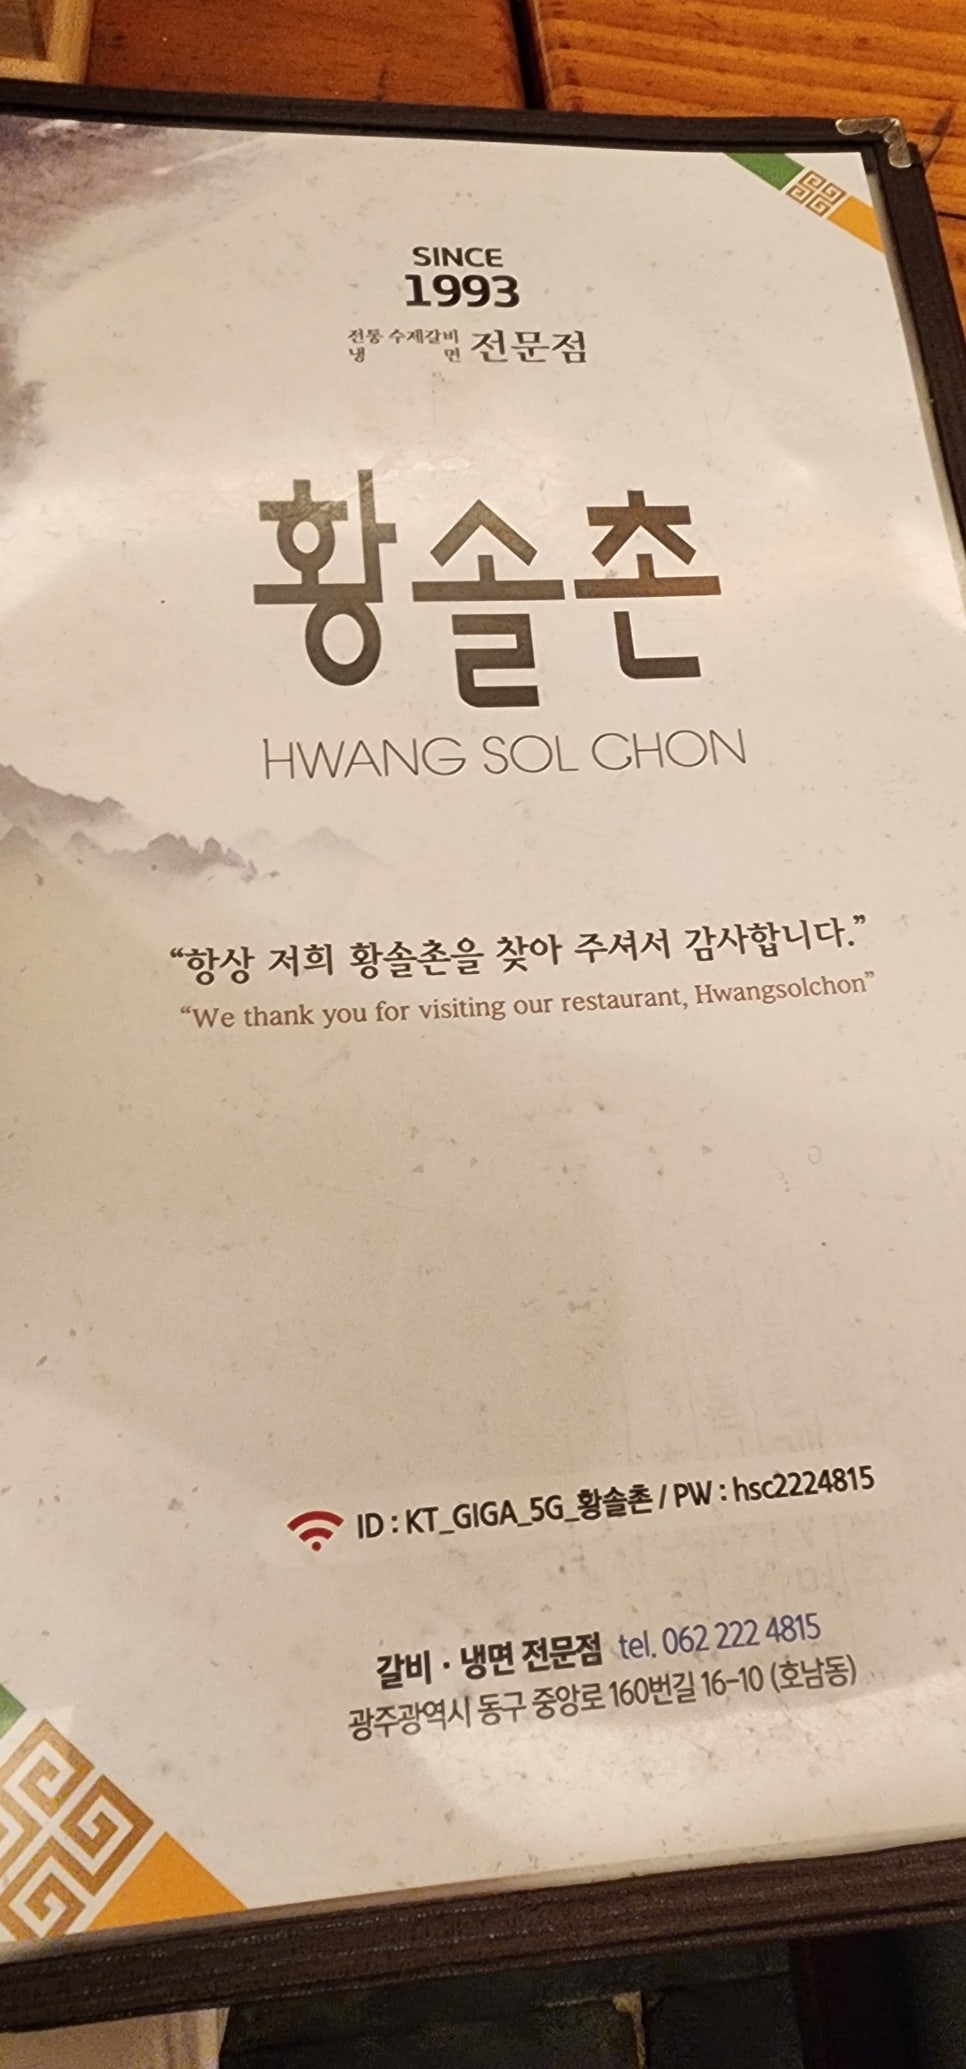 SINCE
1993
전통 수제갈비
냉 면 전문점
황솔촌
HWANG SOL CHON
“항상 저희 황솔촌을 찾아 주셔서 감사합니다.”
“We thank you for visiting our restaurant, Hwangsolchon”
ID : KT_GIGA_5G_황솔촌 / PW : hsc2224815
갈비 · 냉면 전문점 tel. 062 222 4815
광주광역시 동구 중앙로 160번길 16-10 (호남동)